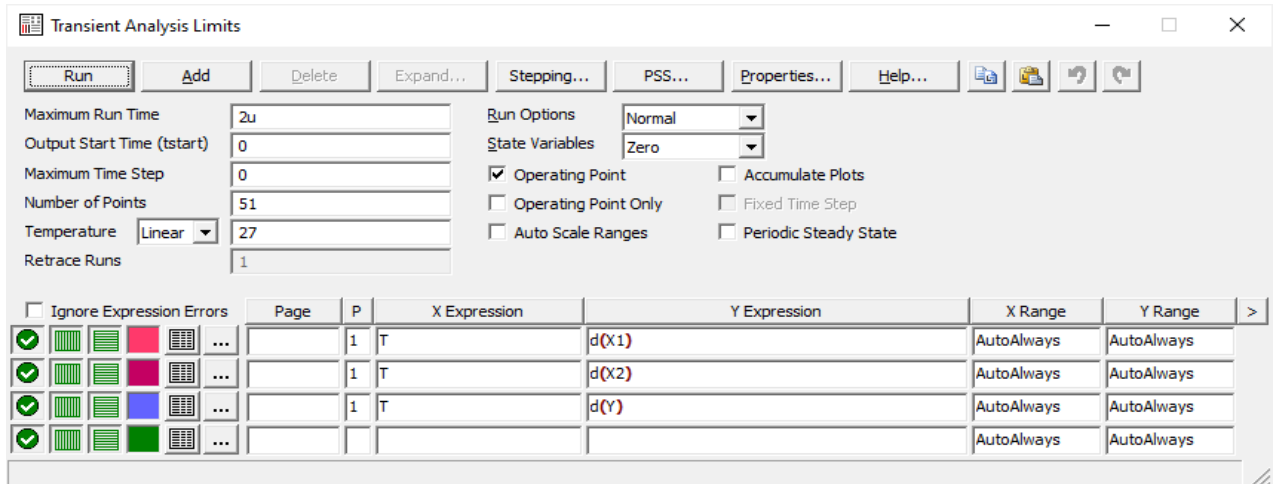 Transient Analysis Limits
Run Add Delete Expand... Stepping... PSS... Properties... Help...
Maximum Run Time 2u Run Options Normal
Output Start Time (tstart) 0 State Variables Zero
Maximum Time Step 0 Operating Point Accumulate Plots
Number of Points 51 Operating Point Only Fixed Time Step
Temperature Linear 27 Auto Scale Ranges Periodic Steady State
Retrace Runs 1
Ignore Expression Errors Page P X Expression Y Expression X Range Y Range >
... 1 T d(X1) AutoAlways AutoAlways
... 1 T d(X2) AutoAlways AutoAlways
... 1 T d(Y) AutoAlways AutoAlways
... AutoAlways AutoAlways